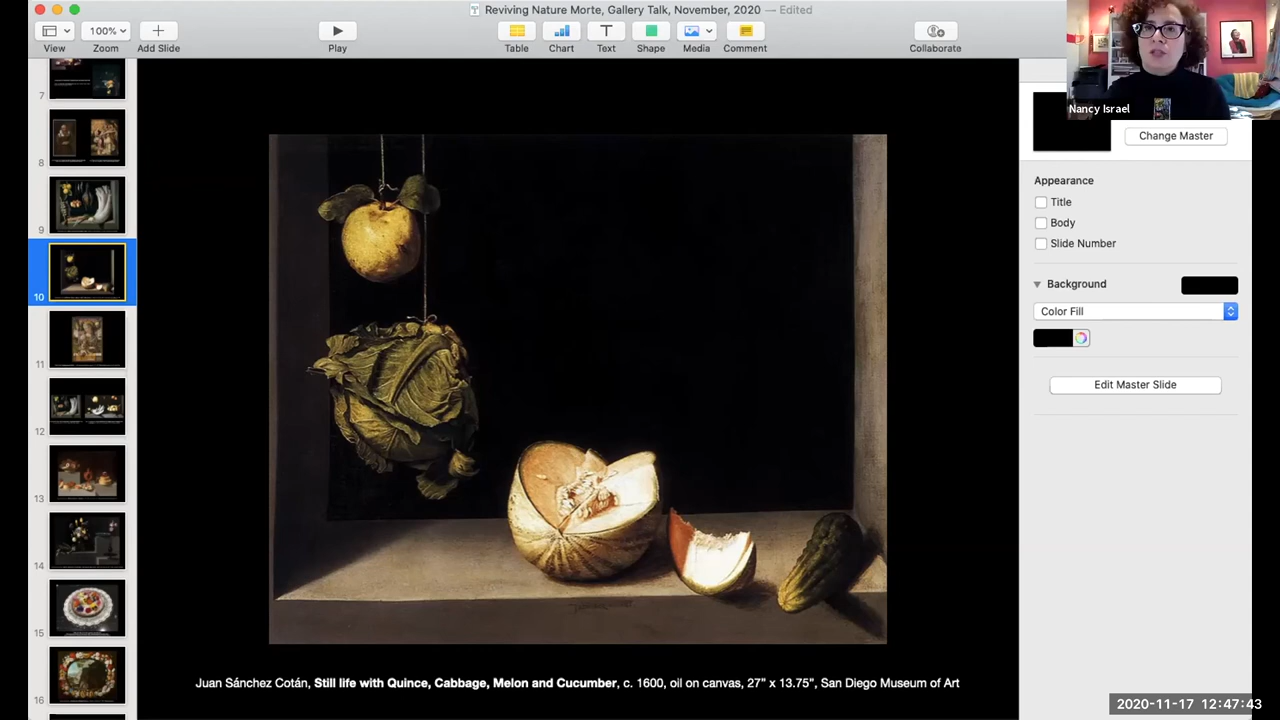 Reviving Nature Morte, Gallery Talk, November, 2020 — Edited
100%
View
Zoom
Add Slide
Play
Table
Chart
Text
Shape
Media
Comment
Collaborate
Nancy Israel
7
8
9
10
11
12
13
14
15
16
Change Master
Appearance
Title
Body
Slide Number
Background
Color Fill
Edit Master Slide
Juan Sánchez Cotán, Still life with Quince, Cabbage, Melon and Cucumber, c. 1600, oil on canvas, 27” x 13.75”, San Diego Museum of Art
2020-11-17 12:47:43